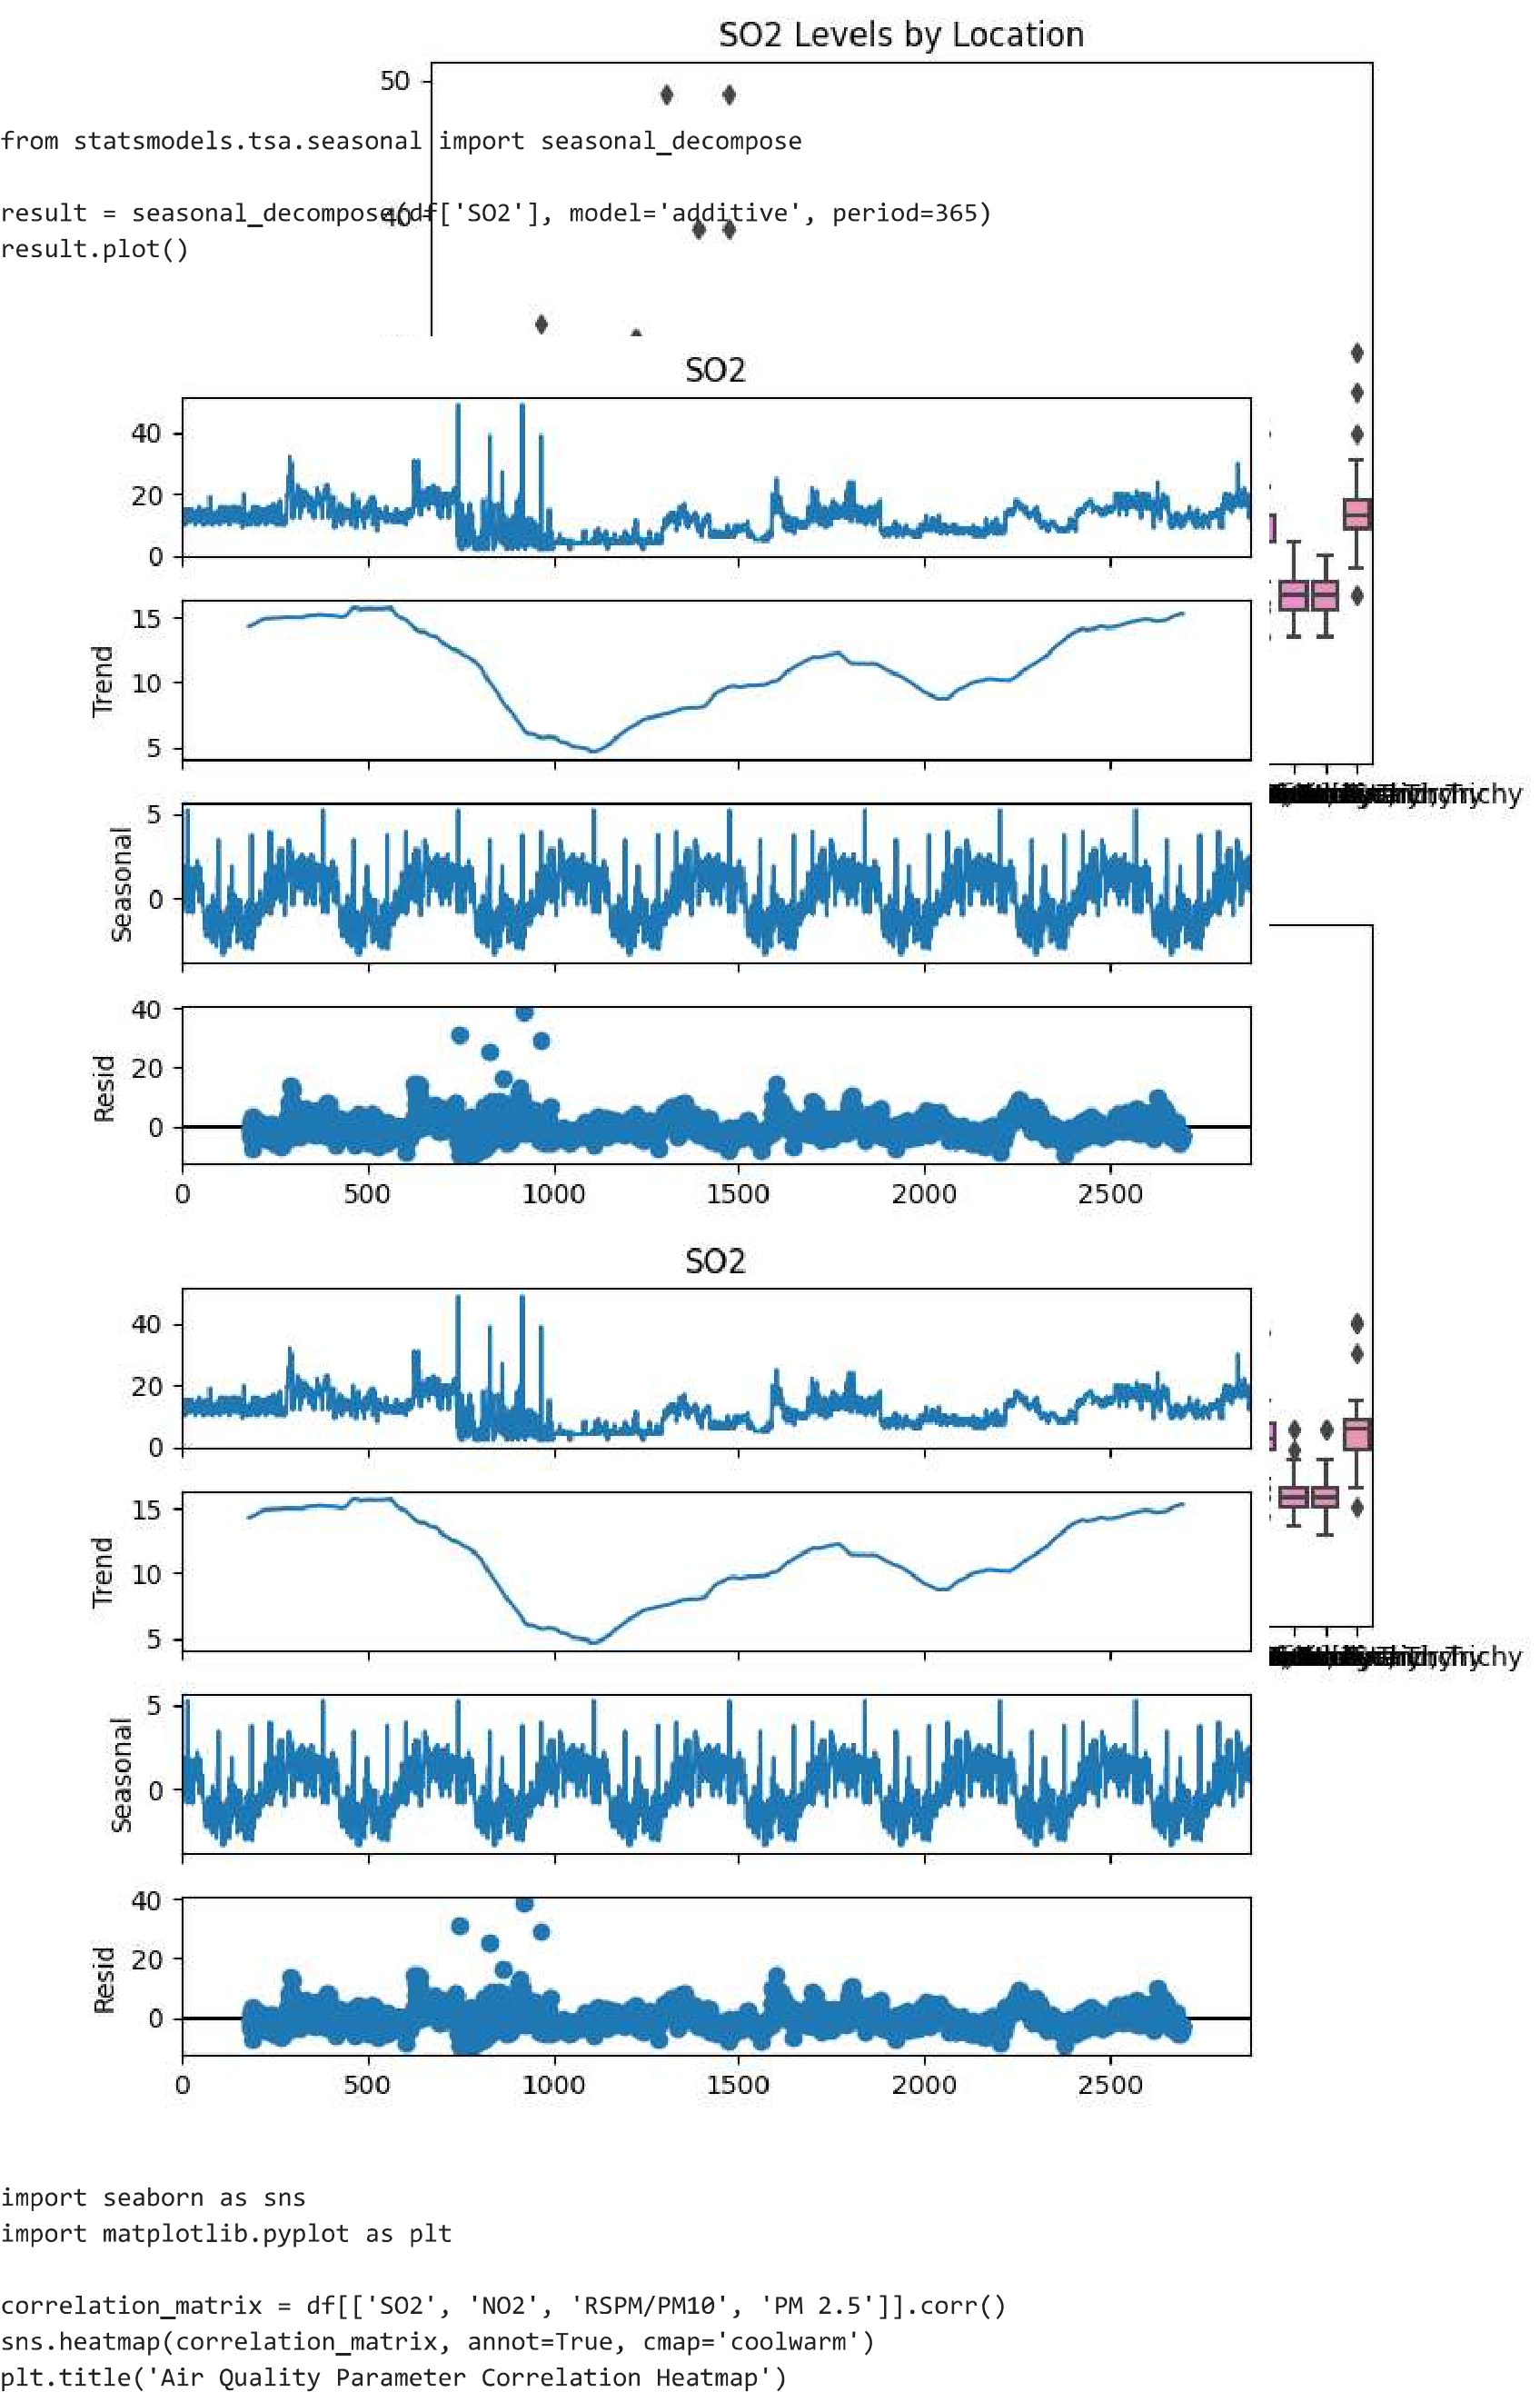 SO2 Levels by Location
50
from statsmodels.tsa.seasonal import seasonal_decompose
40
result = seasonal_decompose(df['SO2'], model='additive', period=365)
result.plot()
SO2
40
20
0
Trend
15
10
5
Trichy
Seasonal
5
0
Resid
40
20
0
0 500 1000 1500 2000 2500
SO2
40
20
0
Trend
15
10
5
Trichy
Seasonal
5
0
Resid
40
20
0
0 500 1000 1500 2000 2500
import seaborn as sns
import matplotlib.pyplot as plt
correlation_matrix = df[['SO2', 'NO2', 'RSPM/PM10', 'PM 2.5']].corr()
sns.heatmap(correlation_matrix, annot=True, cmap='coolwarm')
plt.title('Air Quality Parameter Correlation Heatmap')